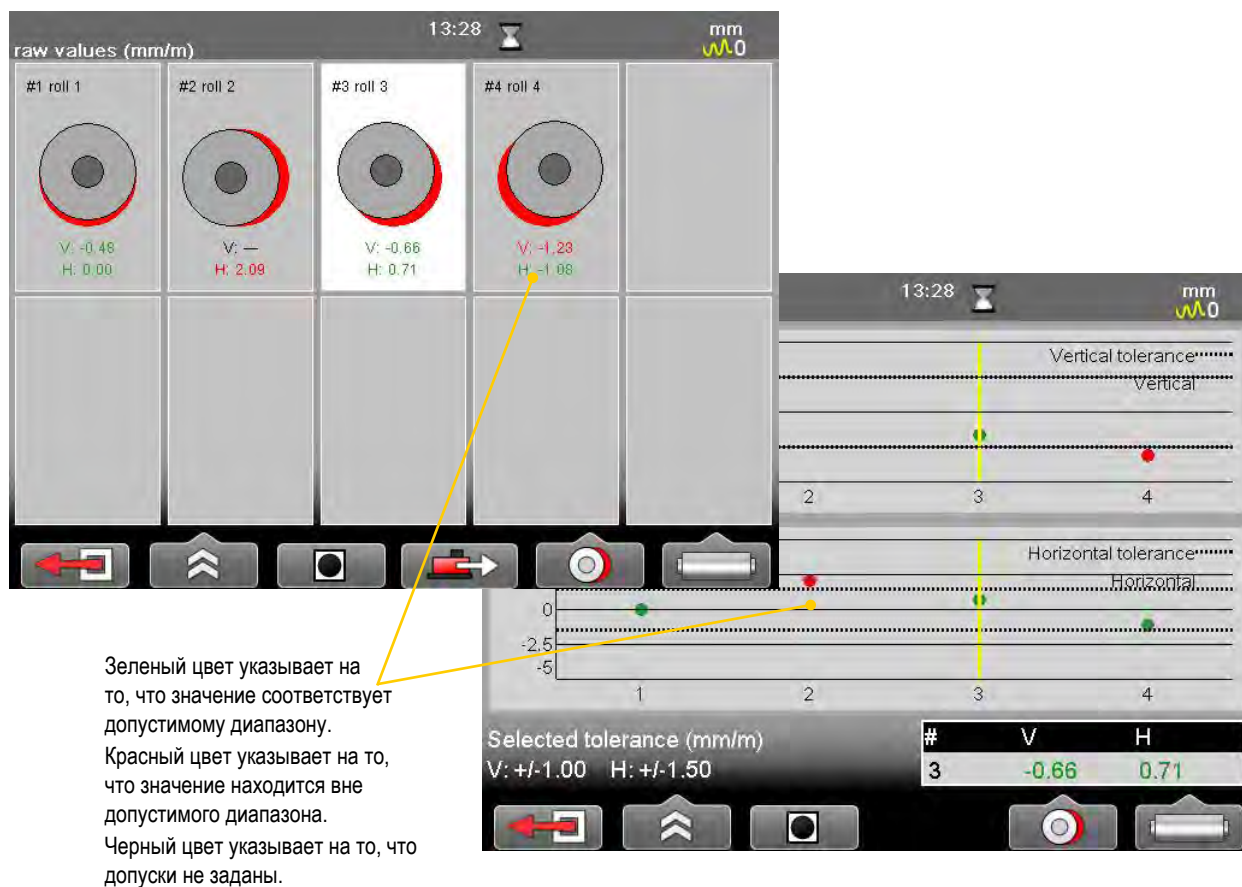 13:28
mm
0
raw values (mm/m)
#1 roll 1
#2 roll 2
#3 roll 3
#4 roll 4
V: -0.48
H: 0.00
V: —
H: 2.09
V: -0.66
H: 0.71
V: -1.23
H: -1.08
13:28
mm
0
Vertical tolerance
Vertical
2
3
4
Horizontal tolerance
Horizontal
0
-2.5
-5
1
2
3
4
Selected tolerance (mm/m)
V: +/-1.00 H: +/-1.50
# V H
3 -0.66 0.71
Зеленый цвет указывает на
то, что значение соответствует
допустимому диапазону.
Красный цвет указывает на то,
что значение находится вне
допустимого диапазона.
Черный цвет указывает на то, что
допуски не заданы.